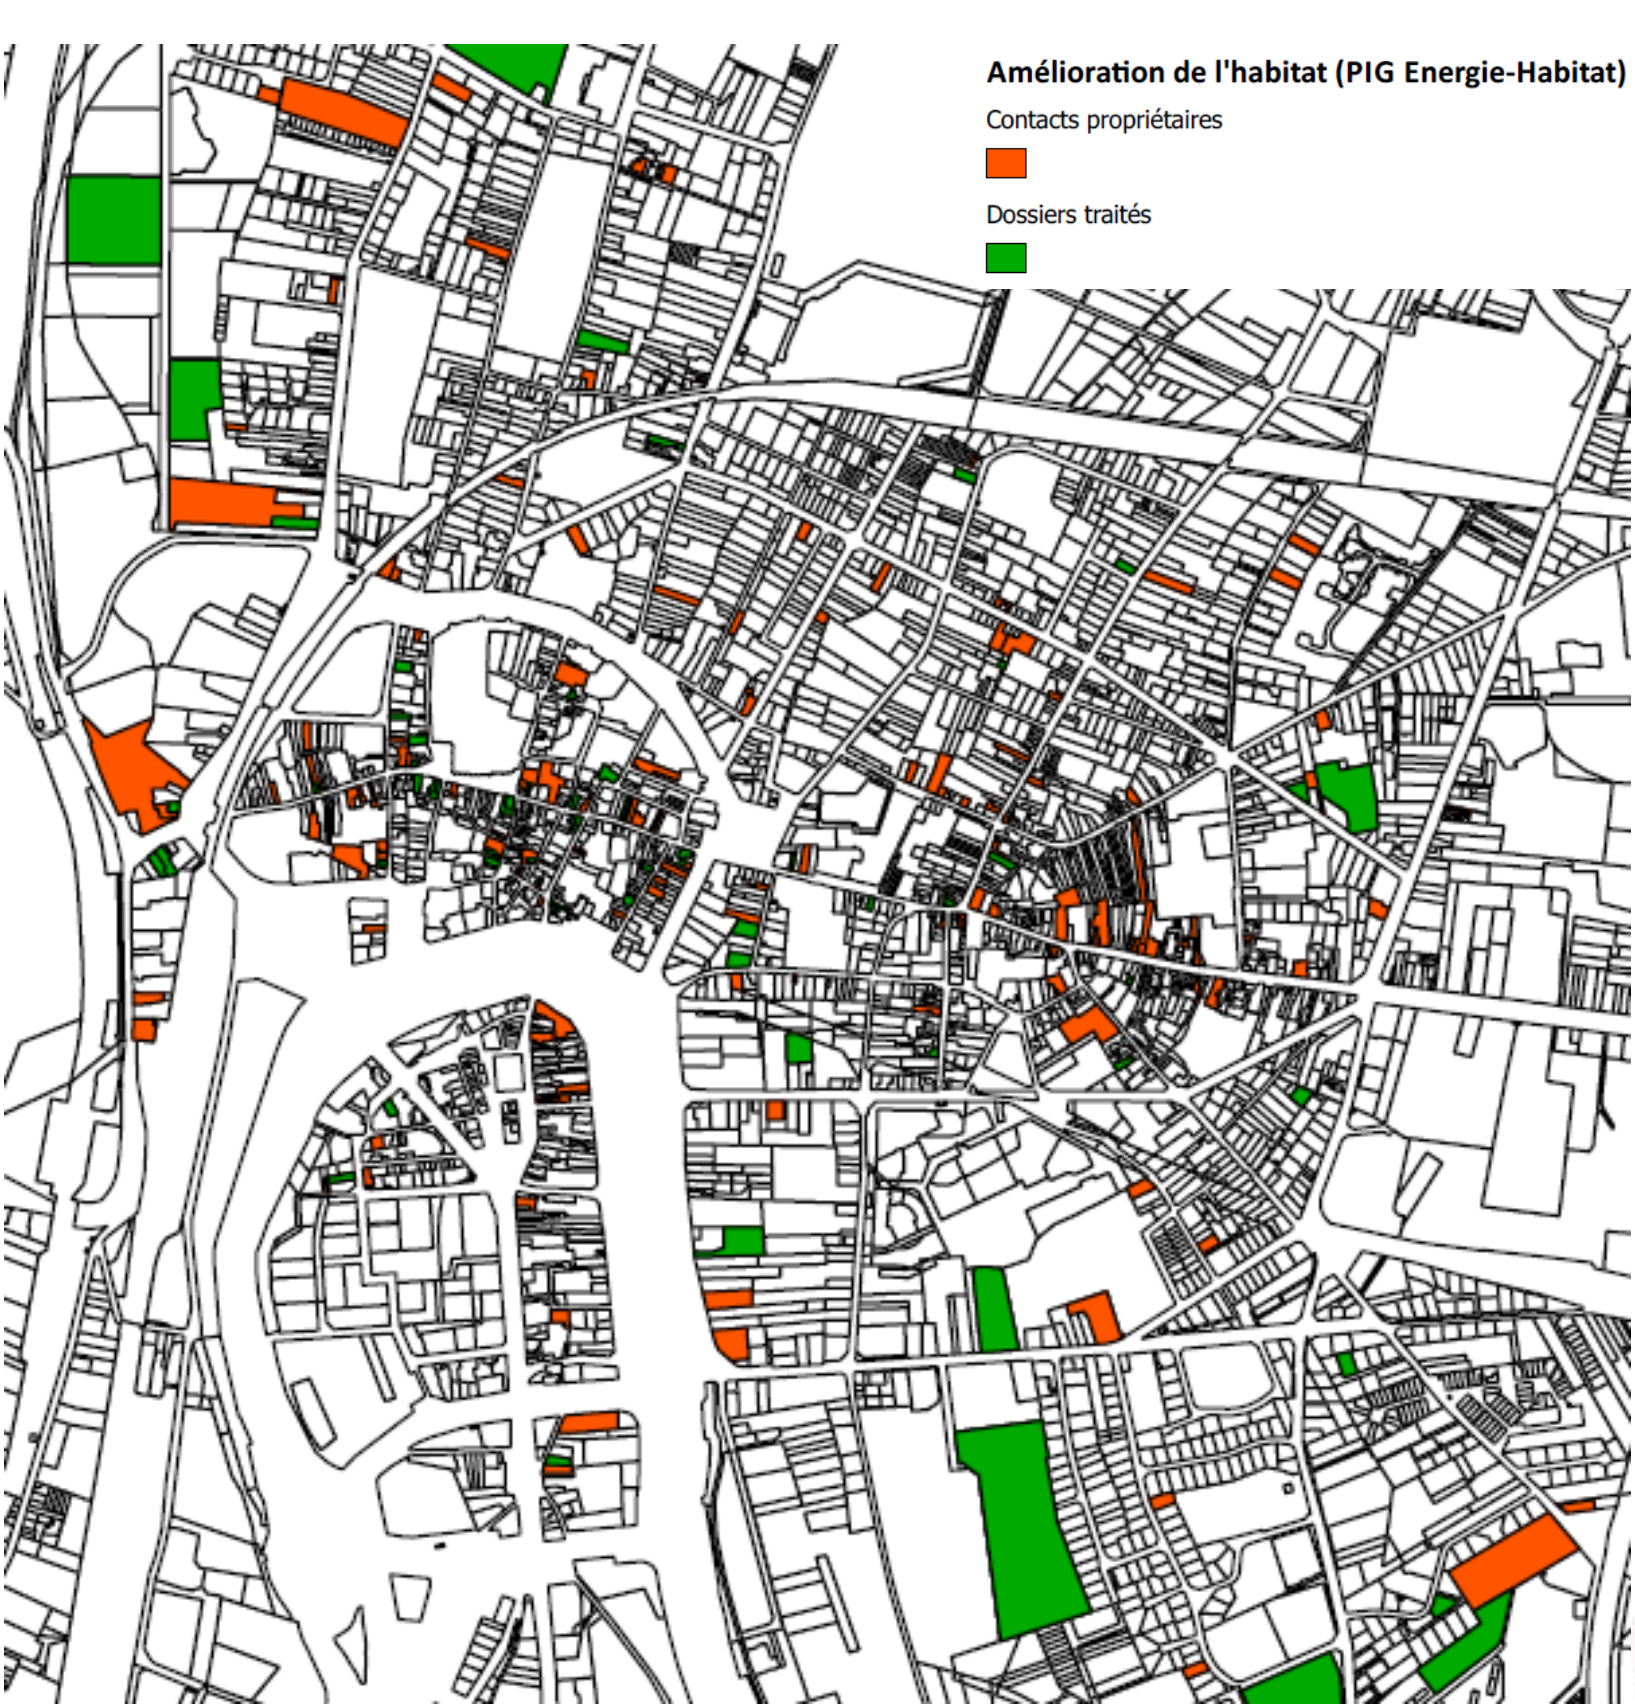 Amélioration de l'habitat (PIG Energie-Habitat)
Contacts propriétaires
Dossiers traités